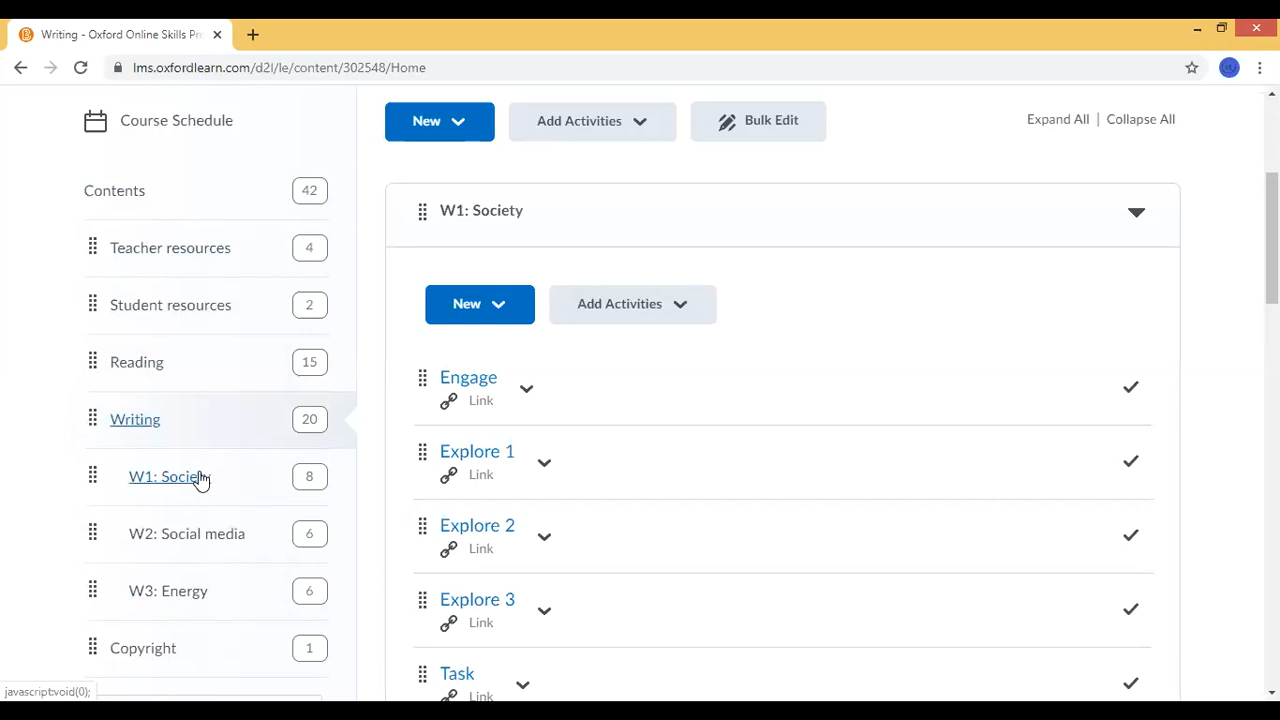 Writing - Oxford Online Skills Pr
lms.oxfordlearn.com/d2l/le/content/302548/Home
Course Schedule
Contents 42
Teacher resources 4
Student resources 2
Reading 15
Writing 20
W1: Society 8
W2: Social media 6
W3: Energy 6
Copyright 1
javascript:void(0);
New Add Activities Bulk Edit
Expand All | Collapse All
W1: Society
New Add Activities
Engage
Link
Explore 1
Link
Explore 2
Link
Explore 3
Link
Task
Link